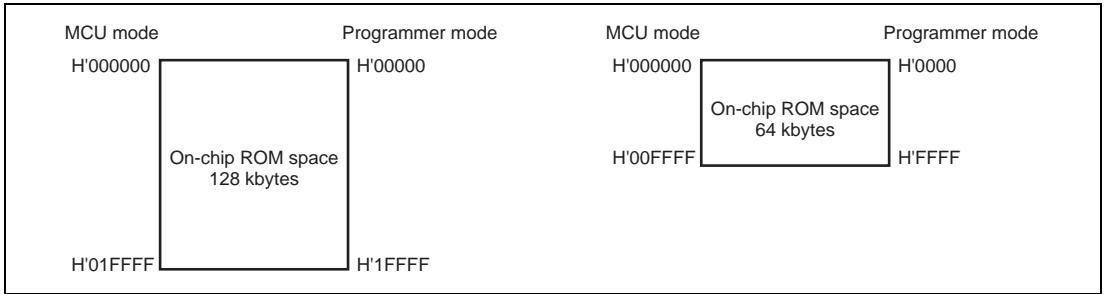 MCU mode
Programmer mode
H'000000
H'00000
On-chip ROM space
128 kbytes
H'01FFFF
H'1FFFF
MCU mode
Programmer mode
H'000000
H'0000
On-chip ROM space
64 kbytes
H'00FFFF
H'FFFF